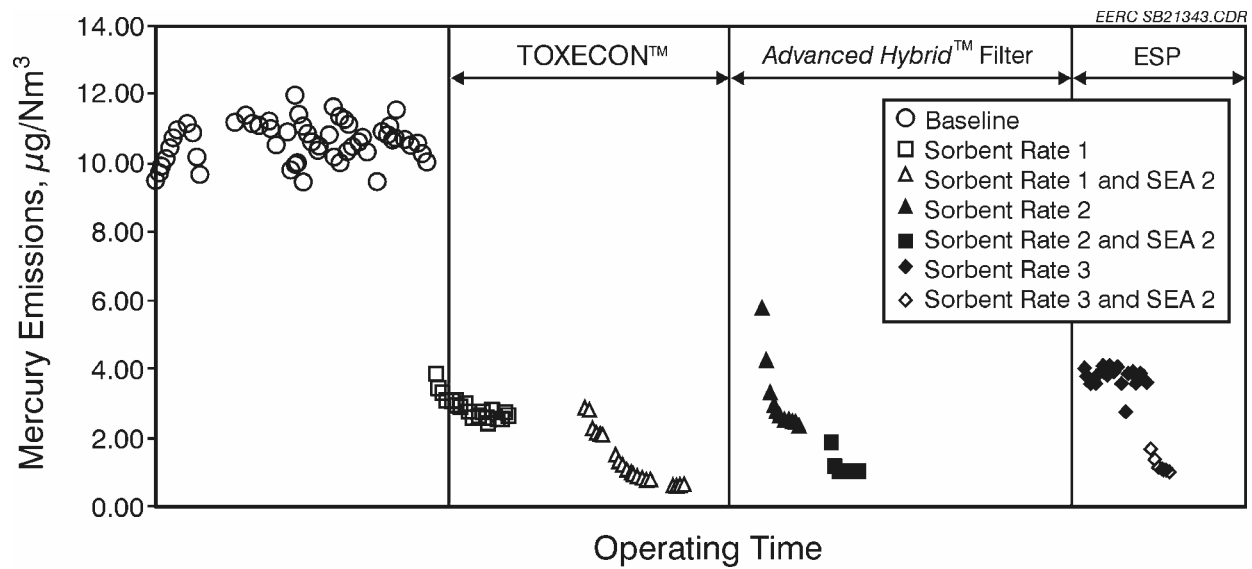 EERC SB21343.CDR
14.00
12.00
10.00
8.00
6.00
4.00
2.00
0.00
Mercury Emissions, µg/Nm³
TOXECON™
Advanced Hybrid™ Filter
ESP
Baseline
Sorbent Rate 1
Sorbent Rate 1 and SEA 2
Sorbent Rate 2
Sorbent Rate 2 and SEA 2
Sorbent Rate 3
Sorbent Rate 3 and SEA 2
Operating Time